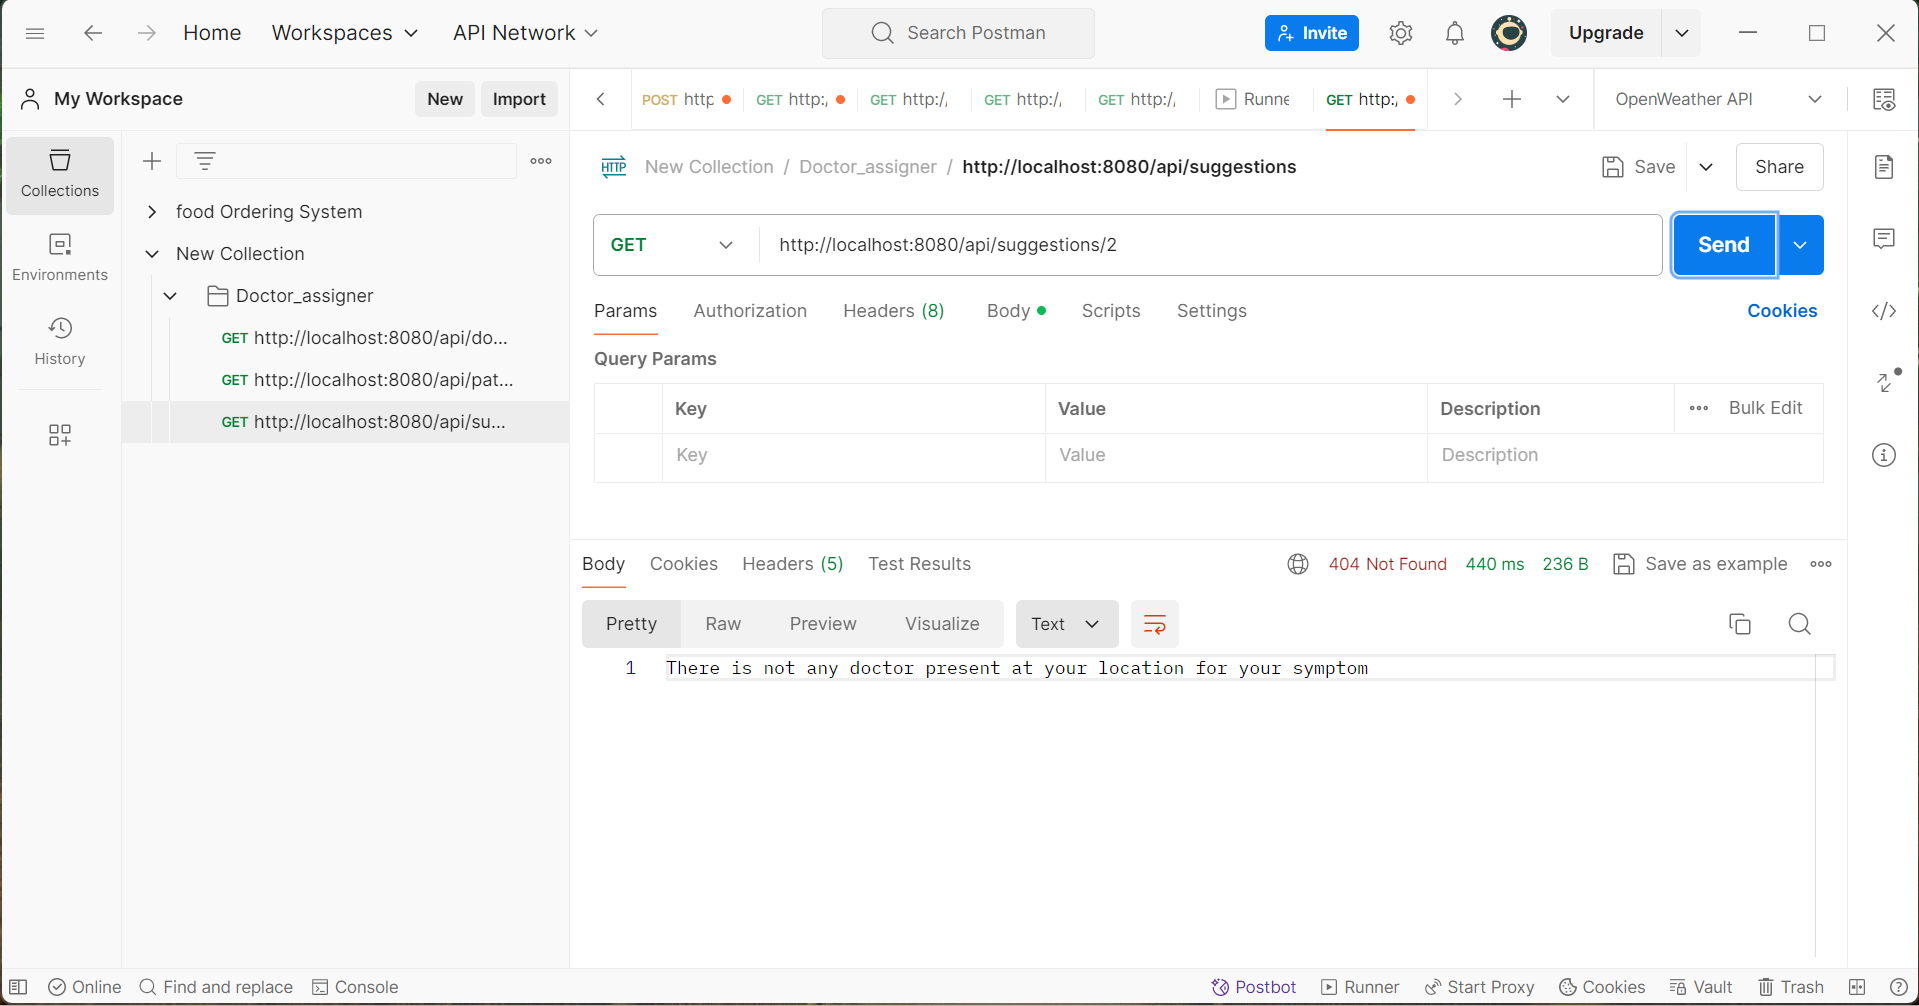 Home Workspaces API Network Search Postman Invite Upgrade
My Workspace New Import
POST http GET http:/ GET http:/ GET http:/ GET http:/ Runne GET http:/ OpenWeather API
Collections
Environments
History
food Ordering System
New Collection
Doctor_assigner
GET http://localhost:8080/api/do...
GET http://localhost:8080/api/pat...
GET http://localhost:8080/api/su...
HTTP New Collection / Doctor_assigner / http://localhost:8080/api/suggestions Save Share
GET http://localhost:8080/api/suggestions/2 Send
Params Authorization Headers (8) Body Scripts Settings Cookies
Query Params
Key Value Description Bulk Edit
Key Value Description
Body Cookies Headers (5) Test Results 404 Not Found 440 ms 236 B Save as example
Pretty Raw Preview Visualize Text
1 There is not any doctor present at your location for your symptom
Online Find and replace Console Postbot Runner Start Proxy Cookies Vault Trash